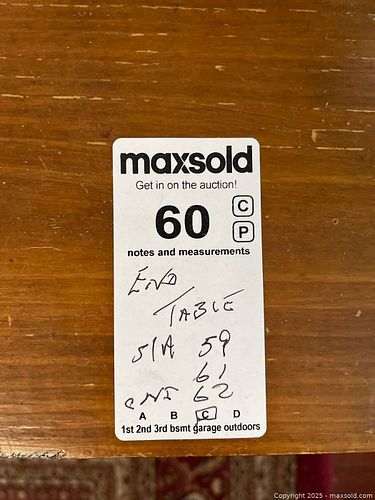 maxsold
Get in on the auction!
60
C
P
notes and measurements
END
TABLE
S/A 59
61
62
A B C D
1st 2nd 3rd bsmt garage outdoors
Copyright 2025 - maxsold.com